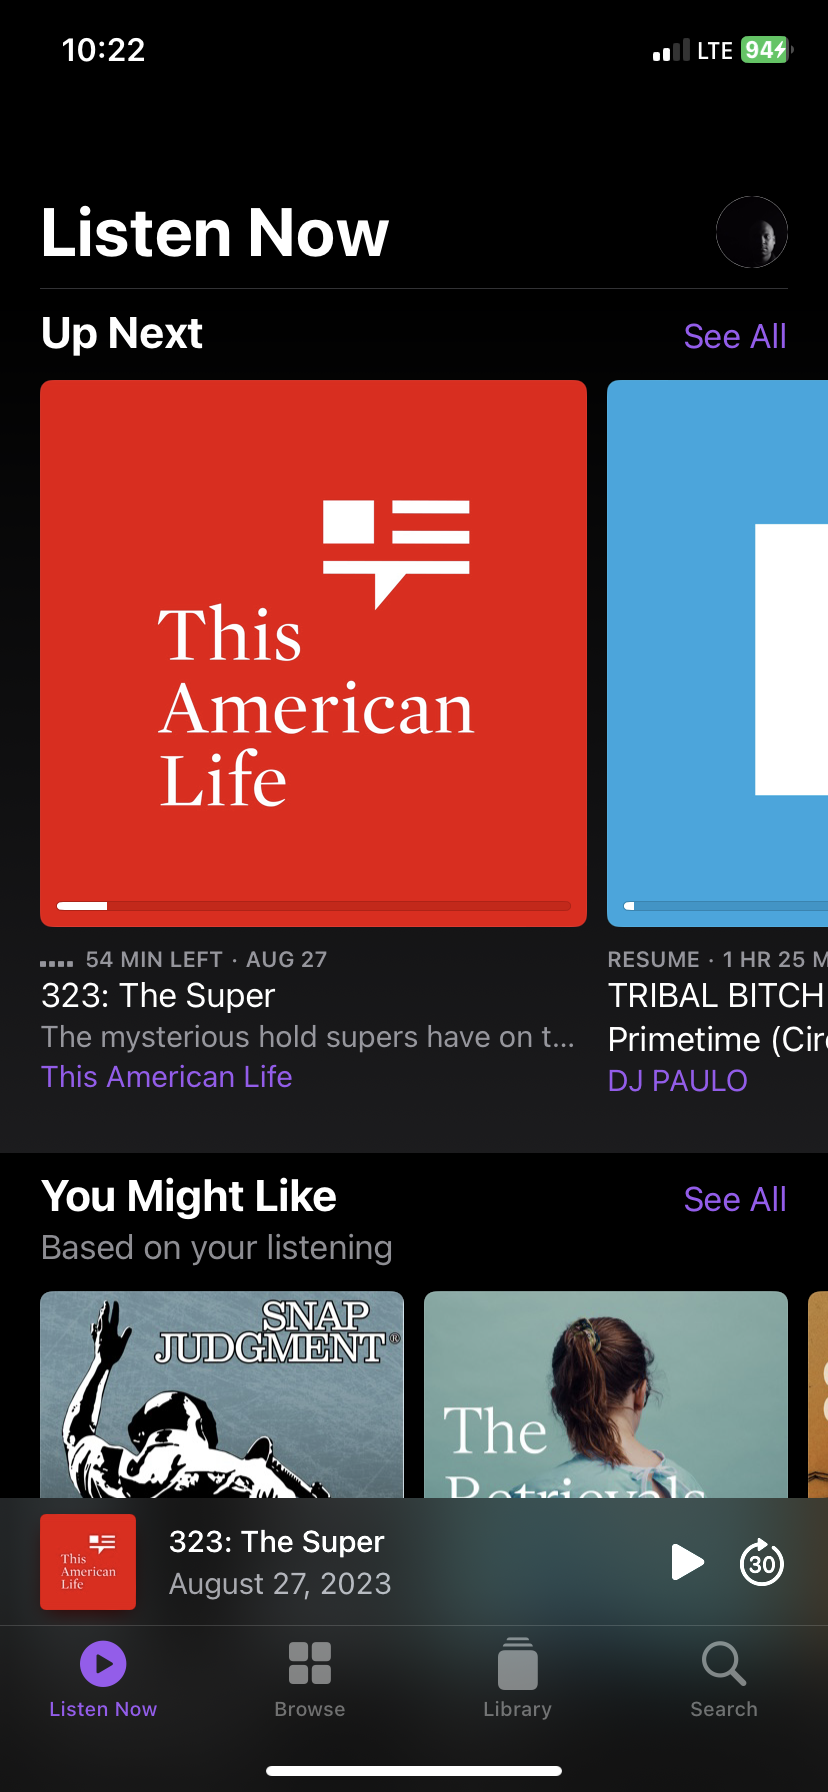 10:22
LTE 94
Listen Now
Up Next
See All
This
American
Life
54 MIN LEFT · AUG 27
323: The Super
The mysterious hold supers have on t...
This American Life
RESUME · 1 HR 25 M
TRIBAL BITCH
Primetime (Cir
DJ PAULO
You Might Like
See All
Based on your listening
SNAP
JUDGMENT®
The
Retrievals
This
American
Life
323: The Super
August 27, 2023
30
Listen Now
Browse
Library
Search